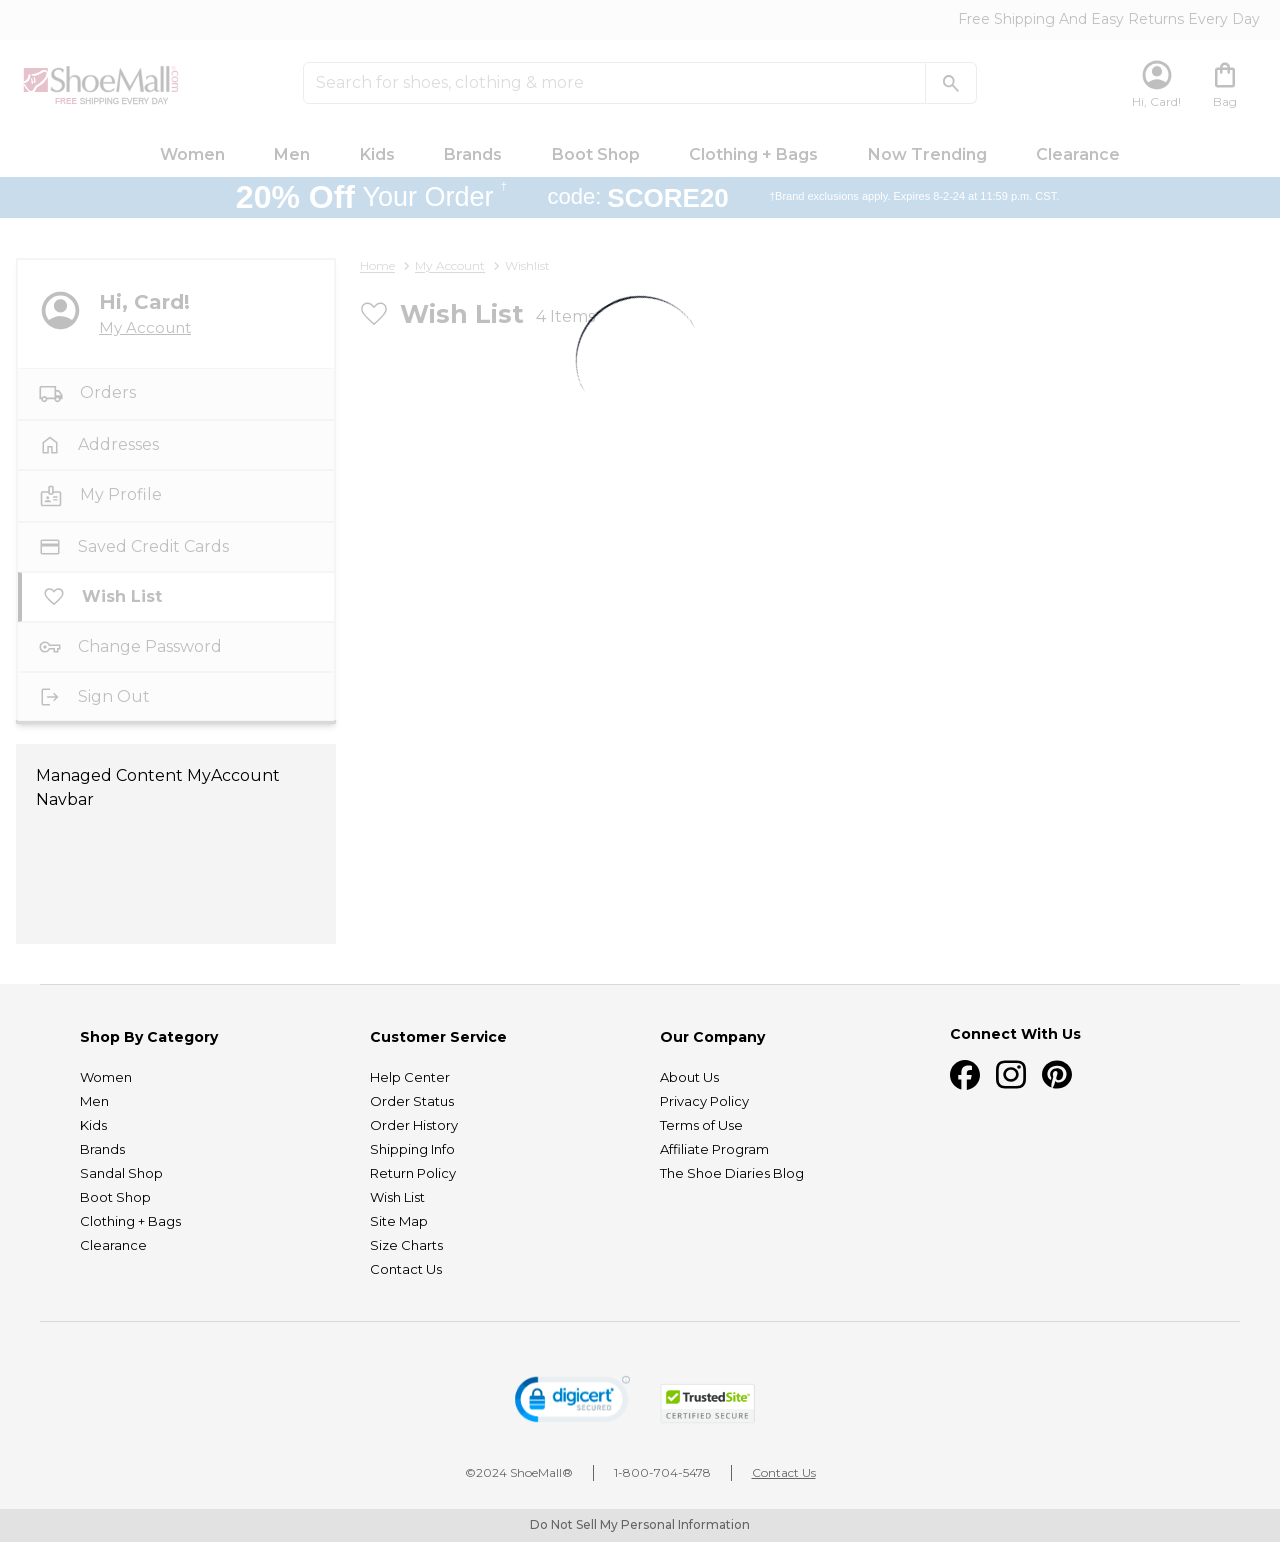 Free Shipping And Easy Returns Every Day
ShoeMall.com
FREE SHIPPING EVERY DAY
Search for shoes, clothing & more
Hi, Card!
Bag
Women Men Kids Brands Boot Shop Clothing + Bags Now Trending Clearance
20% Off Your Order † code: SCORE20 †Brand exclusions apply. Expires 8-2-24 at 11:59 p.m. CST.
Home > My Account > Wishlist
Hi, Card!
My Account
Orders
Addresses
My Profile
Saved Credit Cards
Wish List
Change Password
Sign Out
Wish List 4 Items
Managed Content MyAccount
Navbar
Shop By Category
Women
Men
Kids
Brands
Sandal Shop
Boot Shop
Clothing + Bags
Clearance
Customer Service
Help Center
Order Status
Order History
Shipping Info
Return Policy
Wish List
Site Map
Size Charts
Contact Us
Our Company
About Us
Privacy Policy
Terms of Use
Affiliate Program
The Shoe Diaries Blog
Connect With Us
digicert
SECURED
TrustedSite
CERTIFIED SECURE
©2024 ShoeMall® | 1-800-704-5478 | Contact Us
Do Not Sell My Personal Information